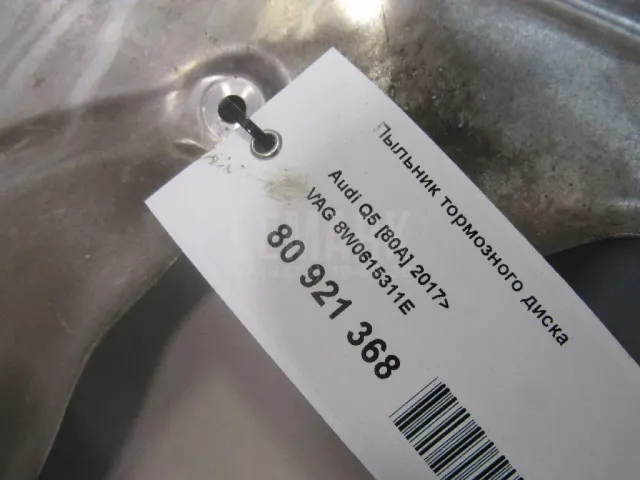 Пыльник тормозного диска
Audi Q5 [80A] 2017>
VAG 8W0615311E
80 921 368